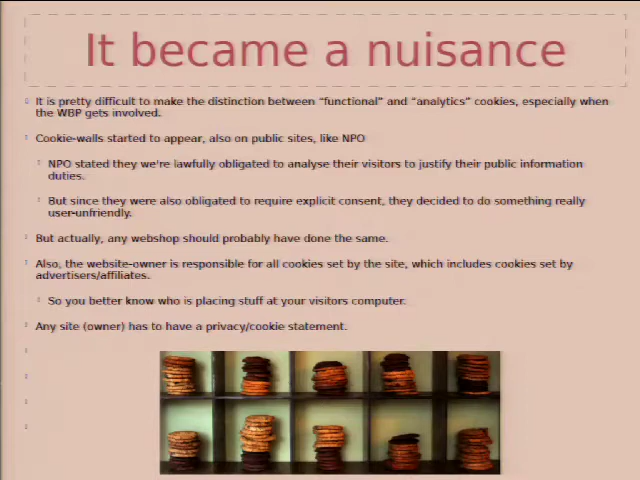 It became a nuisance
It is pretty difficult to make the distinction between “functional” and “analytics” cookies, especially when
the WBP gets involved.
Cookie-walls started to appear, also on public sites, like NPO
NPO stated they we're lawfully obligated to analyse their visitors to justify their public information
duties.
But since they were also obligated to require explicit consent, they decided to do something really
user-unfriendly.
But actually, any webshop should probably have done the same.
Also, the website-owner is responsible for all cookies set by the site, which includes cookies set by
advertisers/affiliates.
So you better know who is placing stuff at your visitors computer.
Any site (owner) has to have a privacy/cookie statement.